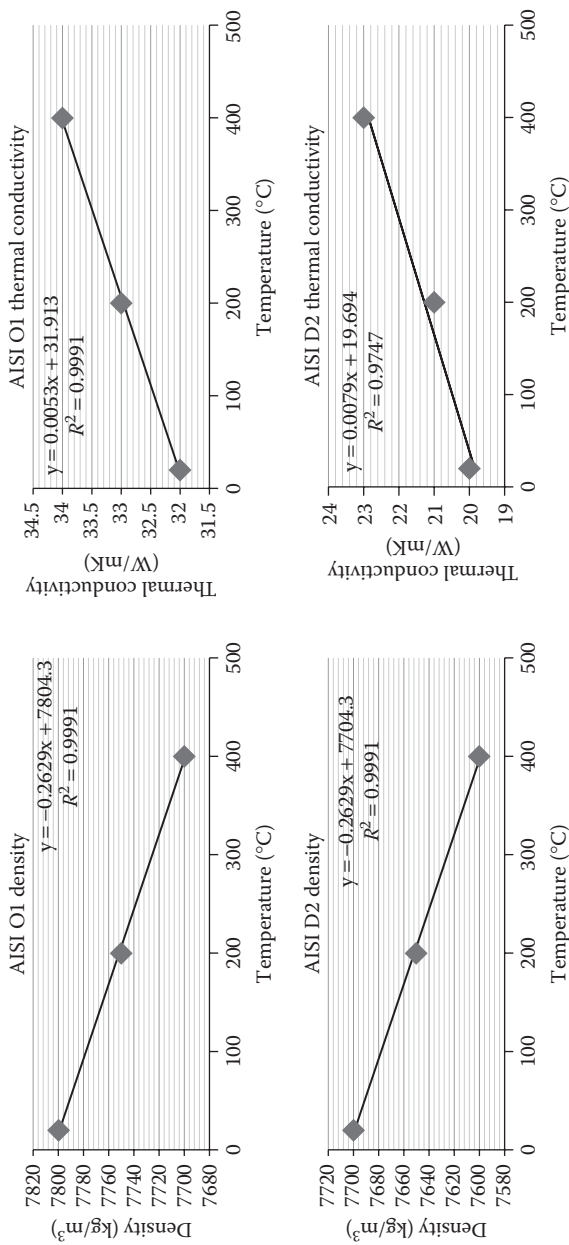 AISI O1 density
y = −0.2629x + 7804.3
R² = 0.9991
7820
7800
7780
7760
7740
7720
7700
7680
Density (kg/m³)
0 100 200 300 400 500
Temperature (°C)
AISI O1 thermal conductivity
y = 0.0053x + 31.913
R² = 0.9991
34.5
34
33.5
33
32.5
32
31.5
Thermal conductivity
(W/mK)
0 100 200 300 400 500
Temperature (°C)
AISI D2 density
y = −0.2629x + 7704.3
R² = 0.9991
7720
7700
7680
7660
7640
7620
7600
7580
Density (kg/m³)
0 100 200 300 400 500
Temperature (°C)
AISI D2 thermal conductivity
y = 0.0079x + 19.694
R² = 0.9747
24
23
22
21
20
19
Thermal conductivity
(W/mK)
0 100 200 300 400 500
Temperature (°C)